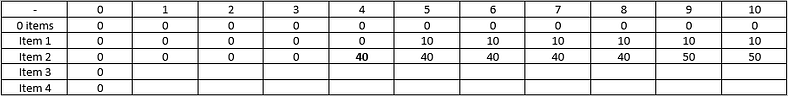 - 0 1 2 3 4 5 6 7 8 9 10
0 items 0 0 0 0 0 0 0 0 0 0 0
Item 1 0 0 0 0 0 10 10 10 10 10 10
Item 2 0 0 0 0 40 40 40 40 40 50 50
Item 3 0
Item 4 0